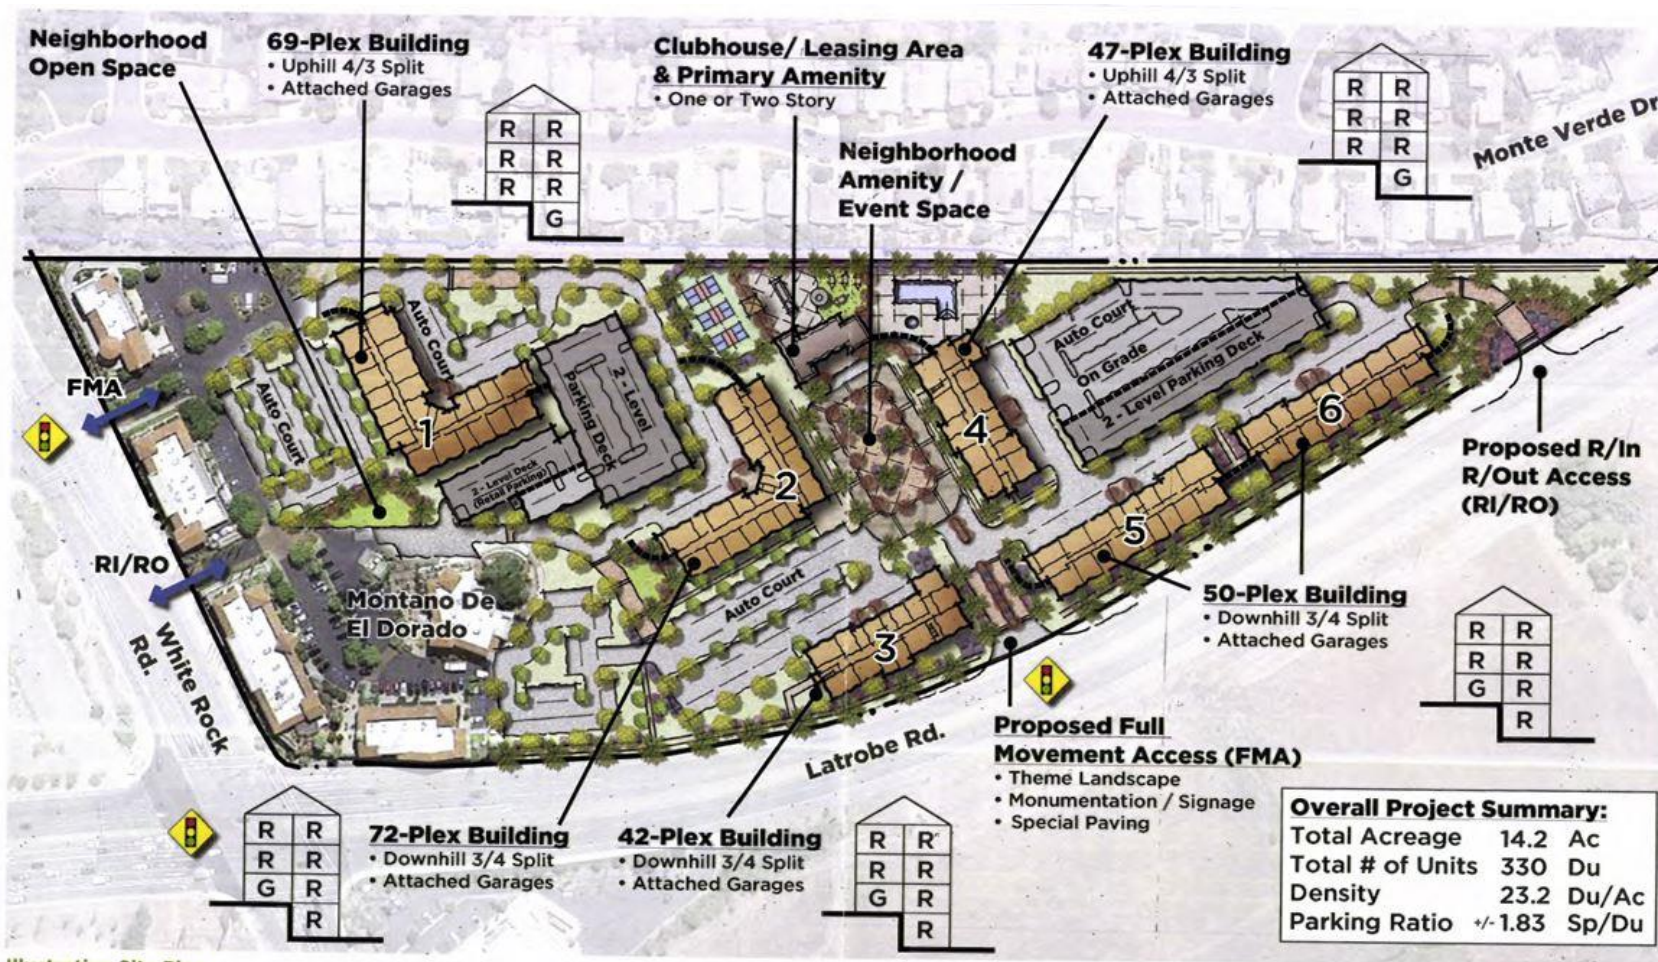 Neighborhood
Open Space
69-Plex Building
• Uphill 4/3 Split
• Attached Garages
R R
R R
R R
G
Clubhouse/ Leasing Area
& Primary Amenity
• One or Two Story
Neighborhood
Amenity /
Event Space
47-Plex Building
• Uphill 4/3 Split
• Attached Garages
R R
R R
R R
G
Monte Verde Dr
FMA
Auto Court
Auto Court
1
2 - Level
Parking Deck
2 - Level Deck
(Retail Parking)
2
4
Auto Court
On Grade
2 - Level Parking Deck
6
5
3
Auto Court
Proposed R/In
R/Out Access
(RI/RO)
RI/RO
Montano De
El Dorado
White Rock
Rd.
Latrobe Rd.
50-Plex Building
• Downhill 3/4 Split
• Attached Garages
R R
R R
G R
R
Proposed Full
Movement Access (FMA)
• Theme Landscape
• Monumentation / Signage
• Special Paving
R R
R R
G R
R
72-Plex Building
• Downhill 3/4 Split
• Attached Garages
42-Plex Building
• Downhill 3/4 Split
• Attached Garages
R R
R R
G R
R
Overall Project Summary:
Total Acreage 14.2 Ac
Total # of Units 330 Du
Density 23.2 Du/Ac
Parking Ratio +/- 1.83 Sp/Du